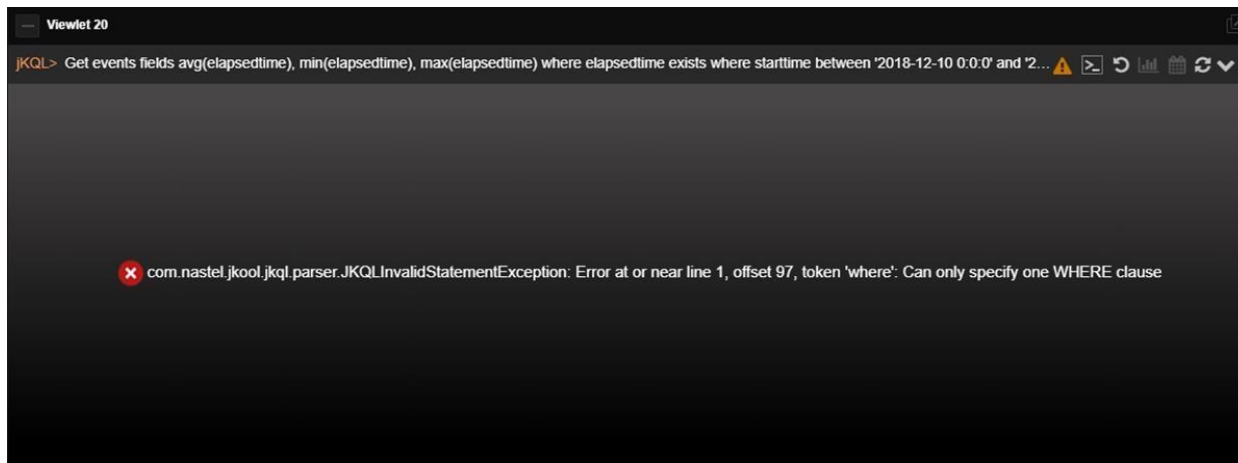 Viewlet 20
jKQL> Get events fields avg(elapsedtime), min(elapsedtime), max(elapsedtime) where elapsedtime exists where starttime between '2018-12-10 0:0:0' and '2...
com.nastel.jkool.jkql.parser.JKQLInvalidStatementException: Error at or near line 1, offset 97, token 'where': Can only specify one WHERE clause